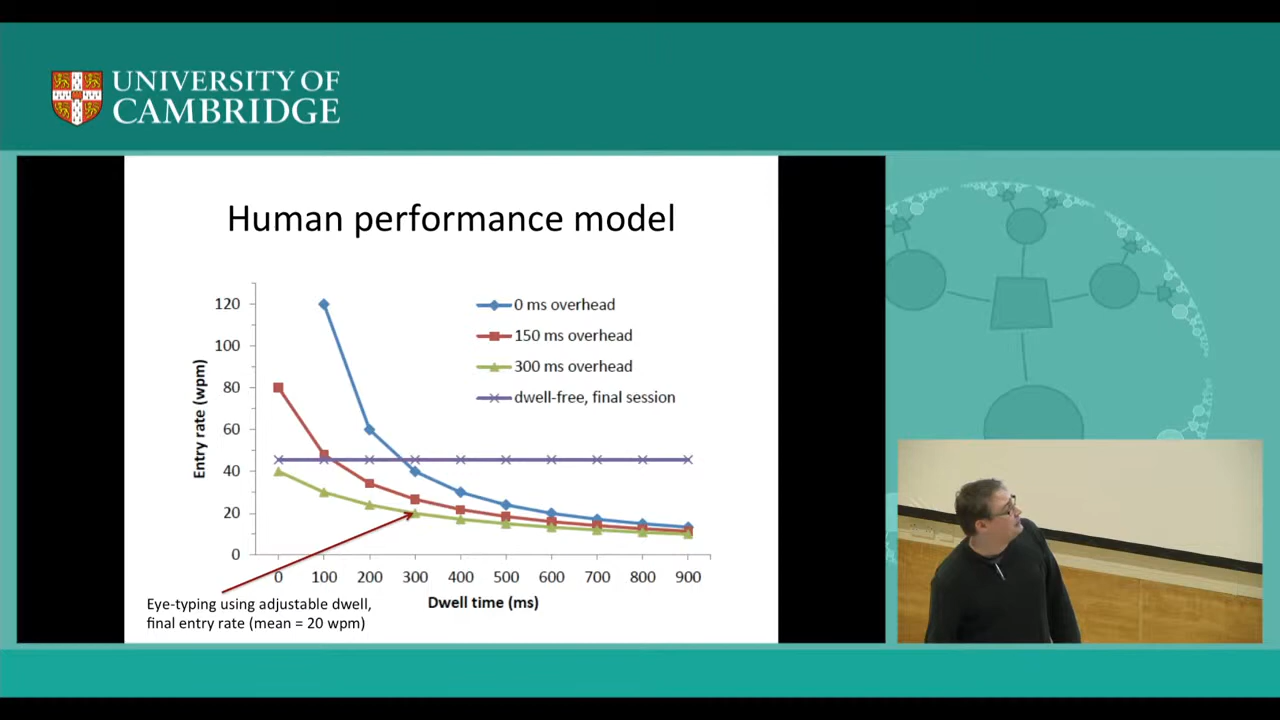 UNIVERSITY OF
CAMBRIDGE
Human performance model
120
100
80
60
40
20
0
Entry rate (wpm)
0 ms overhead
150 ms overhead
300 ms overhead
dwell-free, final session
0 100 200 300 400 500 600 700 800 900
Dwell time (ms)
Eye-typing using adjustable dwell,
final entry rate (mean = 20 wpm)